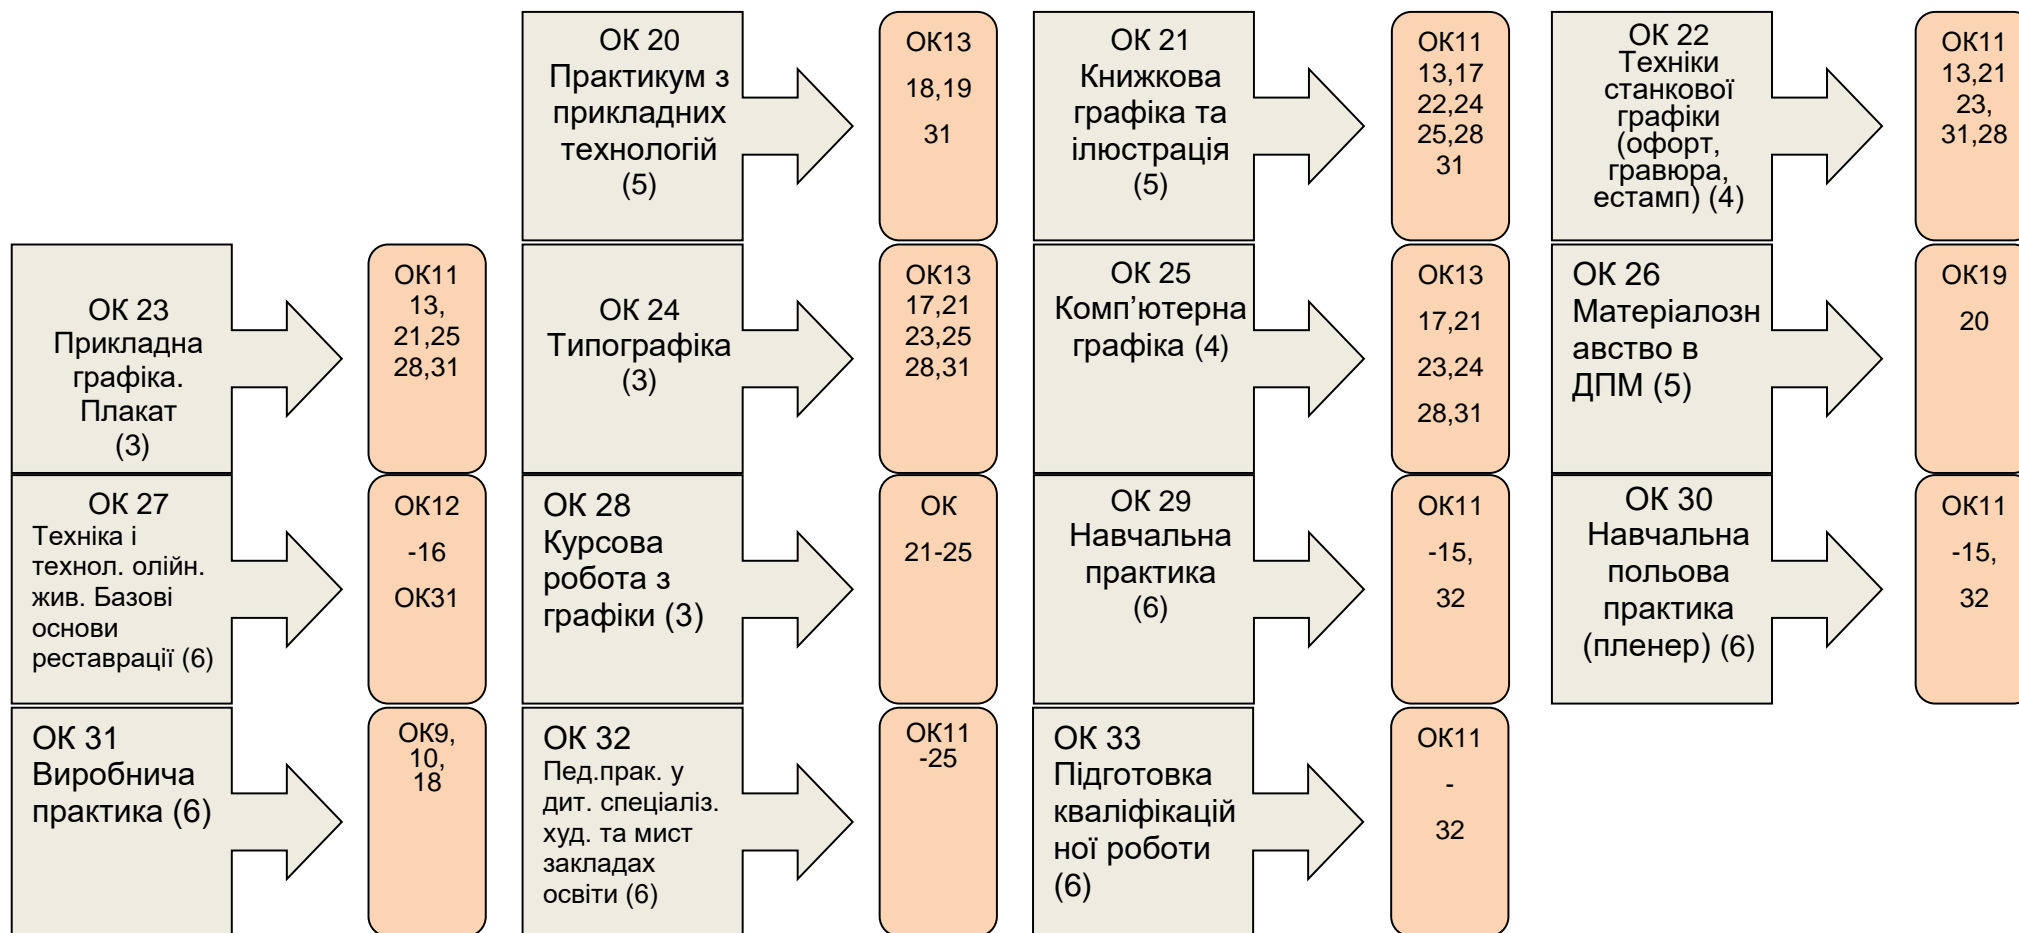 ОК 20
Практикум з
прикладних
технологій
(5)
ОК13
18,19
31
ОК 21
Книжкова
графіка та
ілюстрація
(5)
ОК11
13,17
22,24
25,28
31
ОК 22
Техніки
станкової
графіки
(офорт,
гравюра,
естамп) (4)
ОК11
13,21
23,
31,28
ОК 23
Прикладна
графіка.
Плакат
(3)
ОК11
13,
21,25
28,31
ОК 24
Типографіка
(3)
ОК13
17,21
23,25
28,31
ОК 25
Комп’ютерна
графіка (4)
ОК13
17,21
23,24
28,31
ОК 26
Матеріалозн
авство в
ДПМ (5)
ОК19
20
ОК 27
Техніка і
технол. олійн.
жив. Базові
основи
реставрації (6)
ОК12
-16
ОК31
ОК 28
Курсова
робота з
графіки (3)
ОК
21-25
ОК 29
Навчальна
практика
(6)
ОК11
-15,
32
ОК 30
Навчальна
польова
практика
(пленер) (6)
ОК11
-15,
32
ОК 31
Виробнича
практика (6)
ОК9,
10,
18
ОК 32
Пед.прак. у
дит. спеціаліз.
худ. та мист
закладах
освіти (6)
ОК11
-25
ОК 33
Підготовка
кваліфікацій
ної роботи
(6)
ОК11
-
32